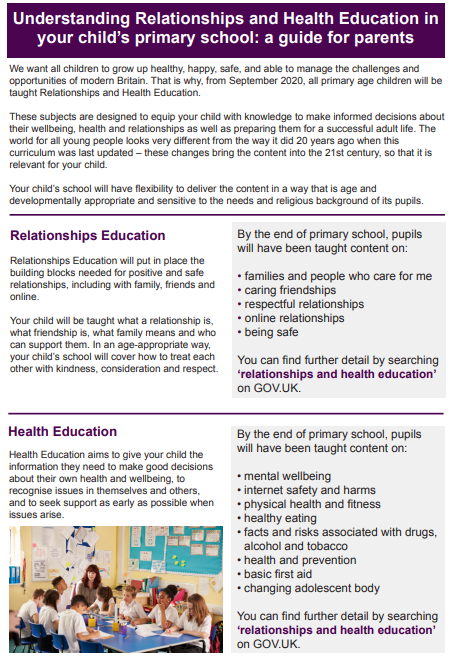 Understanding Relationships and Health Education in
your child's primary school: a guide for parents
We want all children to grow up healthy, happy, safe, and able to manage the challenges and
opportunities of modern Britain. That is why, from September 2020, all primary age children will be
taught Relationships and Health Education.
These subjects are designed to equip your child with knowledge to make informed decisions about
their wellbeing, health and relationships as well as preparing them for a successful adult life. The
world for all young people looks very different from the way it did 20 years ago when this
curriculum was last updated – these changes bring the content into the 21st century, so that it is
relevant for your child.
Your child's school will have flexibility to deliver the content in a way that is age and
developmentally appropriate and sensitive to the needs and religious background of its pupils.
Relationships Education
Relationships Education will put in place the
building blocks needed for positive and safe
relationships, including with family, friends and
online.
Your child will be taught what a relationship is,
what friendship is, what family means and who
can support them. In an age-appropriate way,
your child's school will cover how to treat each
other with kindness, consideration and respect.
By the end of primary school, pupils
will have been taught content on:
• families and people who care for me
• caring friendships
• respectful relationships
• online relationships
• being safe
You can find further detail by searching
'relationships and health education'
on GOV.UK.
Health Education
Health Education aims to give your child the
information they need to make good decisions
about their own health and wellbeing, to
recognise issues in themselves and others,
and to seek support as early as possible when
issues arise.
By the end of primary school, pupils
will have been taught content on:
• mental wellbeing
• internet safety and harms
• physical health and fitness
• healthy eating
• facts and risks associated with drugs,
alcohol and tobacco
• health and prevention
• basic first aid
• changing adolescent body
You can find further detail by searching
'relationships and health education'
on GOV.UK.